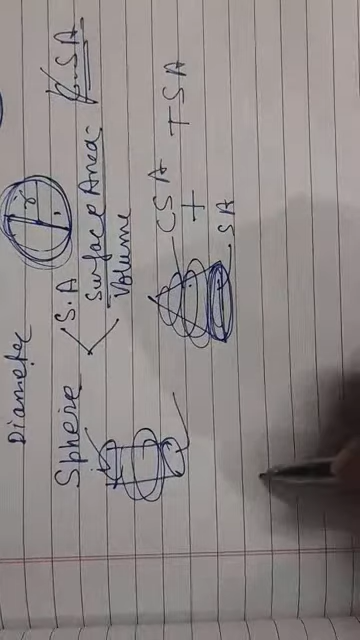 Diameter
r
Sphere
S.A
Surface Area
Volume
CSA
+
SA
TSA